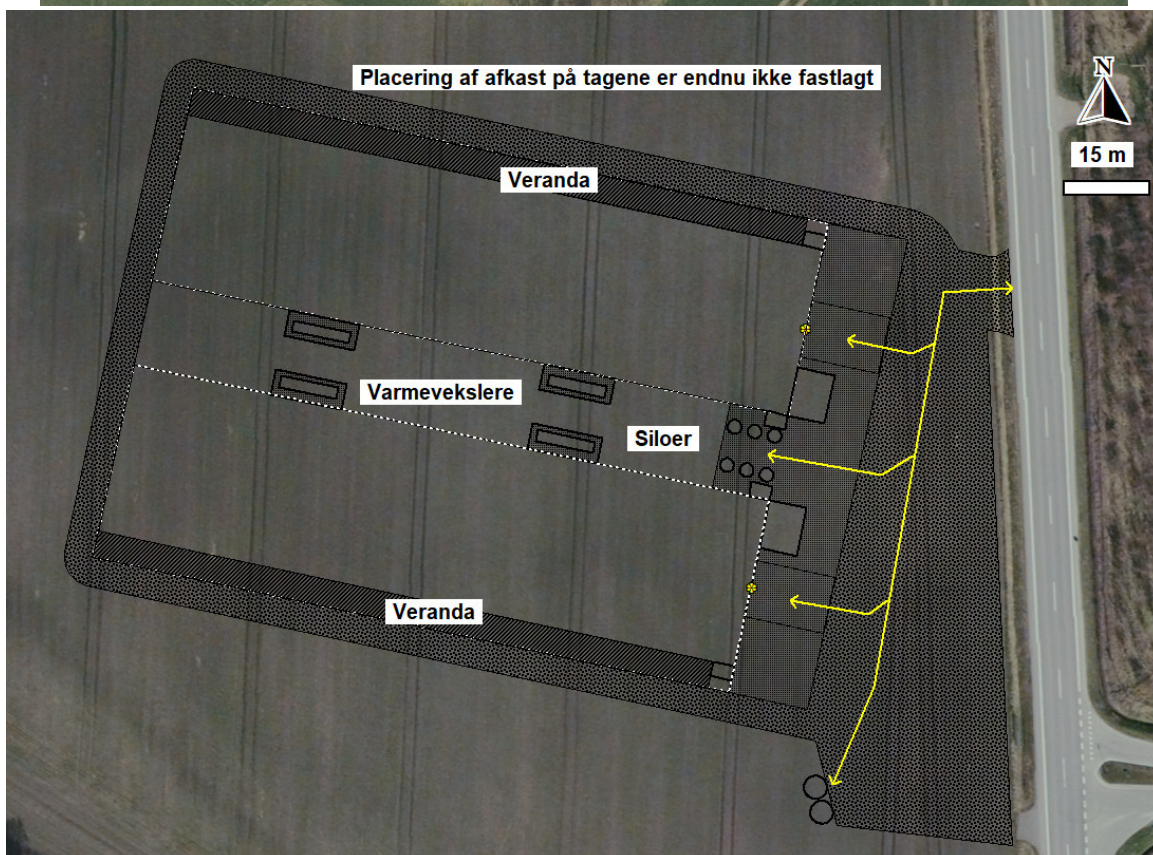 Placering af afkast på tagene er endnu ikke fastlagt
N
15 m
Veranda
Varmevekslere
Siloer
Veranda